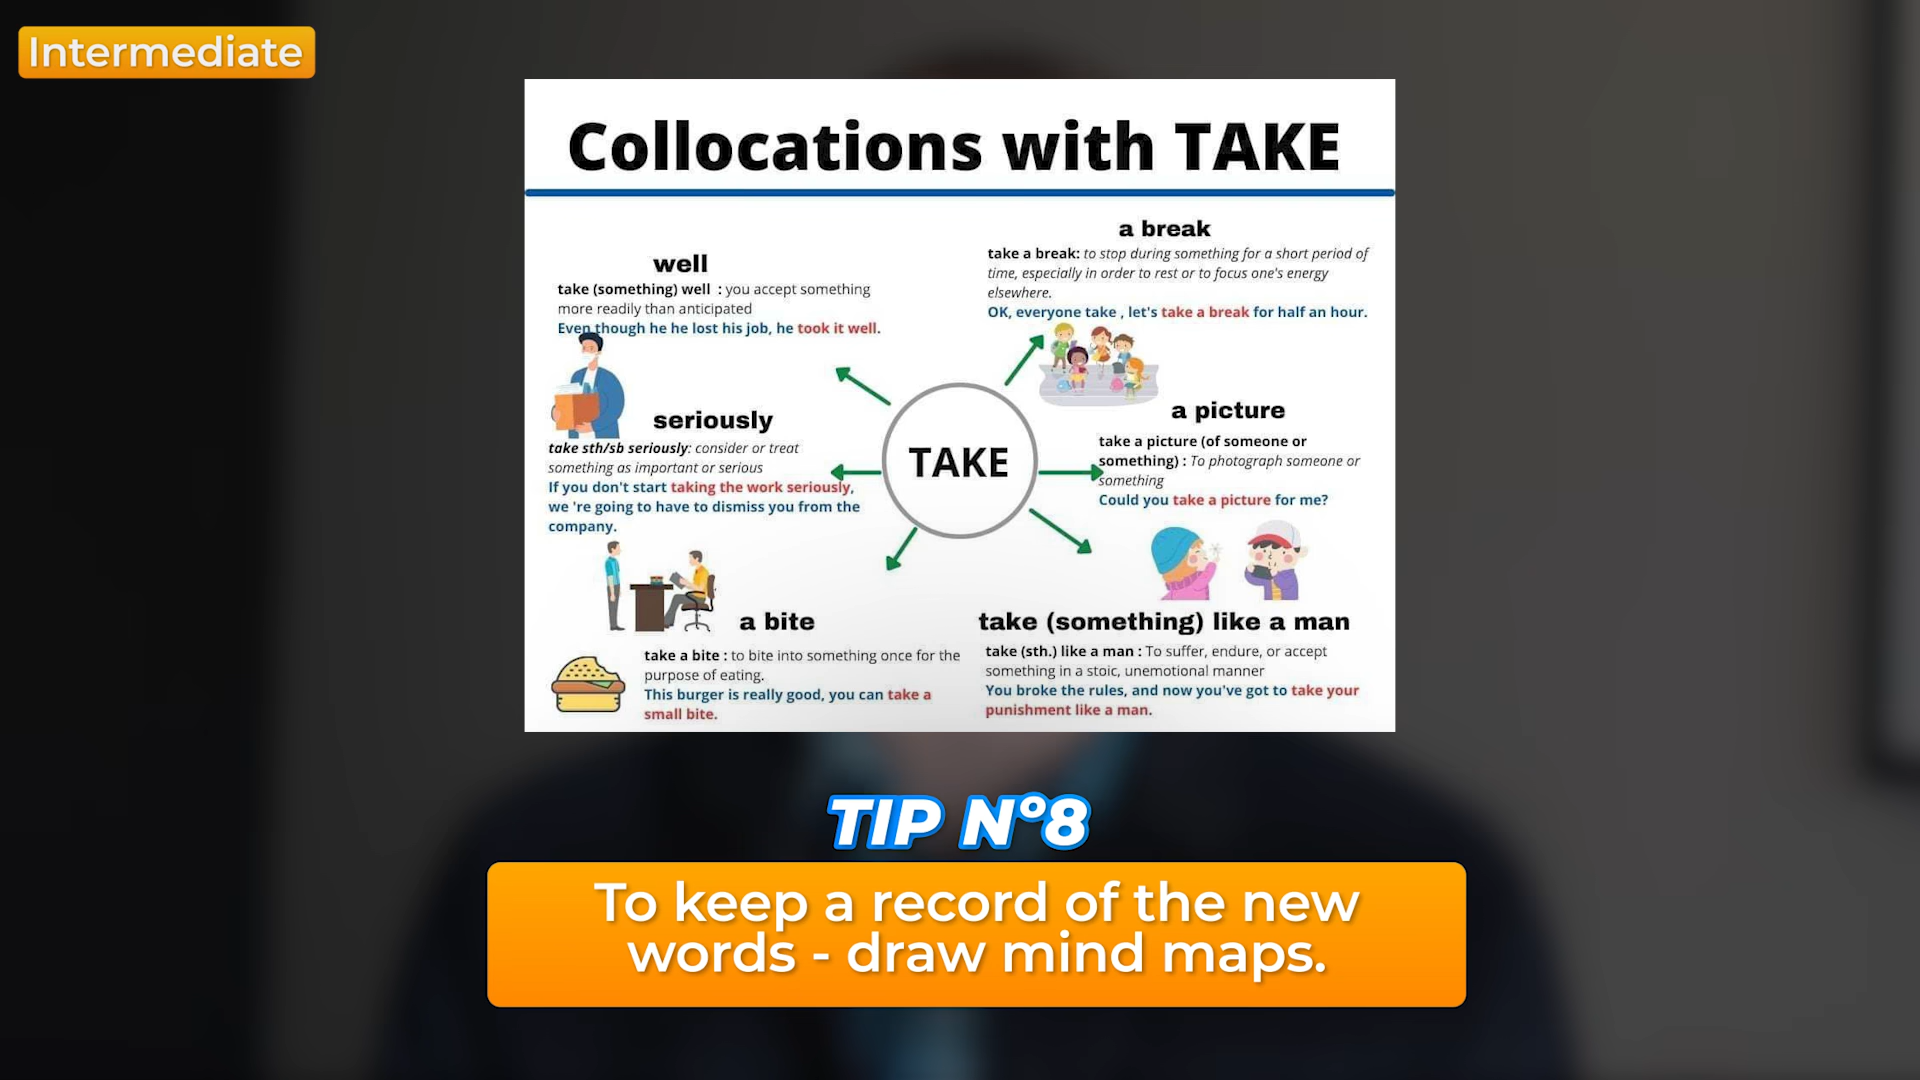 Intermediate
Collocations with TAKE
well
take (something) well : you accept something
more readily than anticipated
Even though he he lost his job, he took it well.
a break
take a break: to stop during something for a short period of
time, especially in order to rest or to focus one's energy
elsewhere.
OK, everyone take , let's take a break for half an hour.
seriously
take sth/sb seriously: consider or treat
something as important or serious
If you don't start taking the work seriously,
we 're going to have to dismiss you from the
company.
TAKE
a picture
take a picture (of someone or
something) : To photograph someone or
something
Could you take a picture for me?
a bite
take a bite : to bite into something once for the
purpose of eating.
This burger is really good, you can take a
small bite.
take (something) like a man
take (sth.) like a man : To suffer, endure, or accept
something in a stoic, unemotional manner
You broke the rules, and now you've got to take your
punishment like a man.
TIP Nº8
To keep a record of the new
words - draw mind maps.